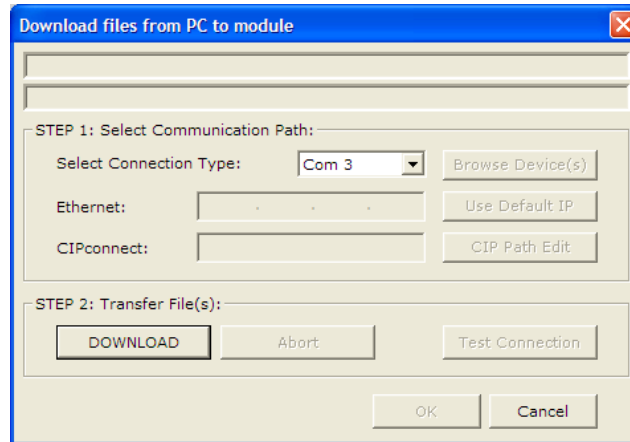 Download files from PC to module
STEP 1: Select Communication Path:
Select Connection Type: Com 3 Browse Device(s)
Ethernet: . . . Use Default IP
CIPconnect: CIP Path Edit
STEP 2: Transfer File(s):
DOWNLOAD Abort Test Connection
OK Cancel